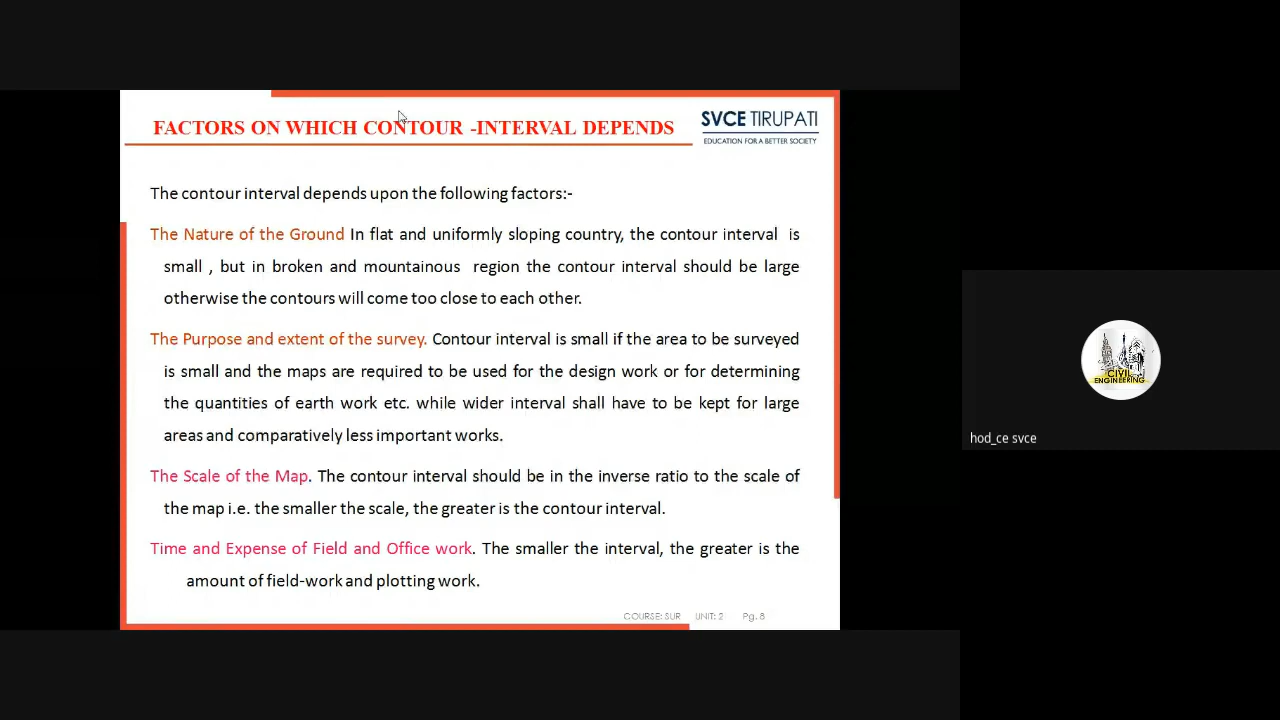 FACTORS ON WHICH CONTOUR -INTERVAL DEPENDS
SVCE TIRUPATI
EDUCATION FOR A BETTER SOCIETY
The contour interval depends upon the following factors:-
The Nature of the Ground In flat and uniformly sloping country, the contour interval is
small , but in broken and mountainous region the contour interval should be large
otherwise the contours will come too close to each other.
The Purpose and extent of the survey. Contour interval is small if the area to be surveyed
is small and the maps are required to be used for the design work or for determining
the quantities of earth work etc. while wider interval shall have to be kept for large
areas and comparatively less important works.
The Scale of the Map. The contour interval should be in the inverse ratio to the scale of
the map i.e. the smaller the scale, the greater is the contour interval.
Time and Expense of Field and Office work. The smaller the interval, the greater is the
amount of field-work and plotting work.
COURSE: SUR UNIT: 2 Pg. 8
CIVIL
ENGINEERING
hod_ce svce